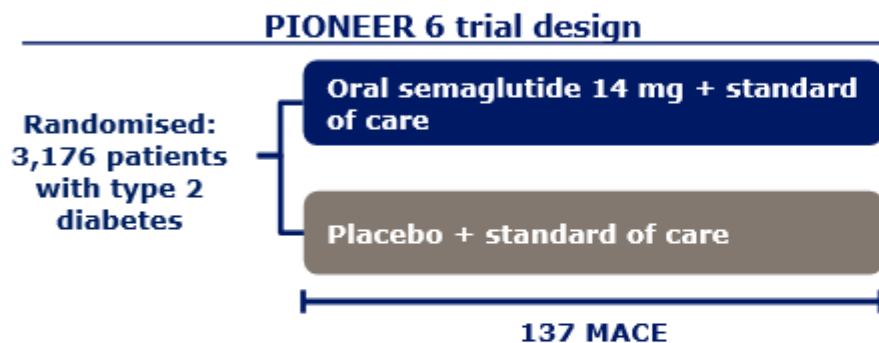 PIONEER 6 trial design
Randomised:
3,176 patients
with type 2
diabetes
Oral semaglutide 14 mg + standard
of care
Placebo + standard of care
137 MACE